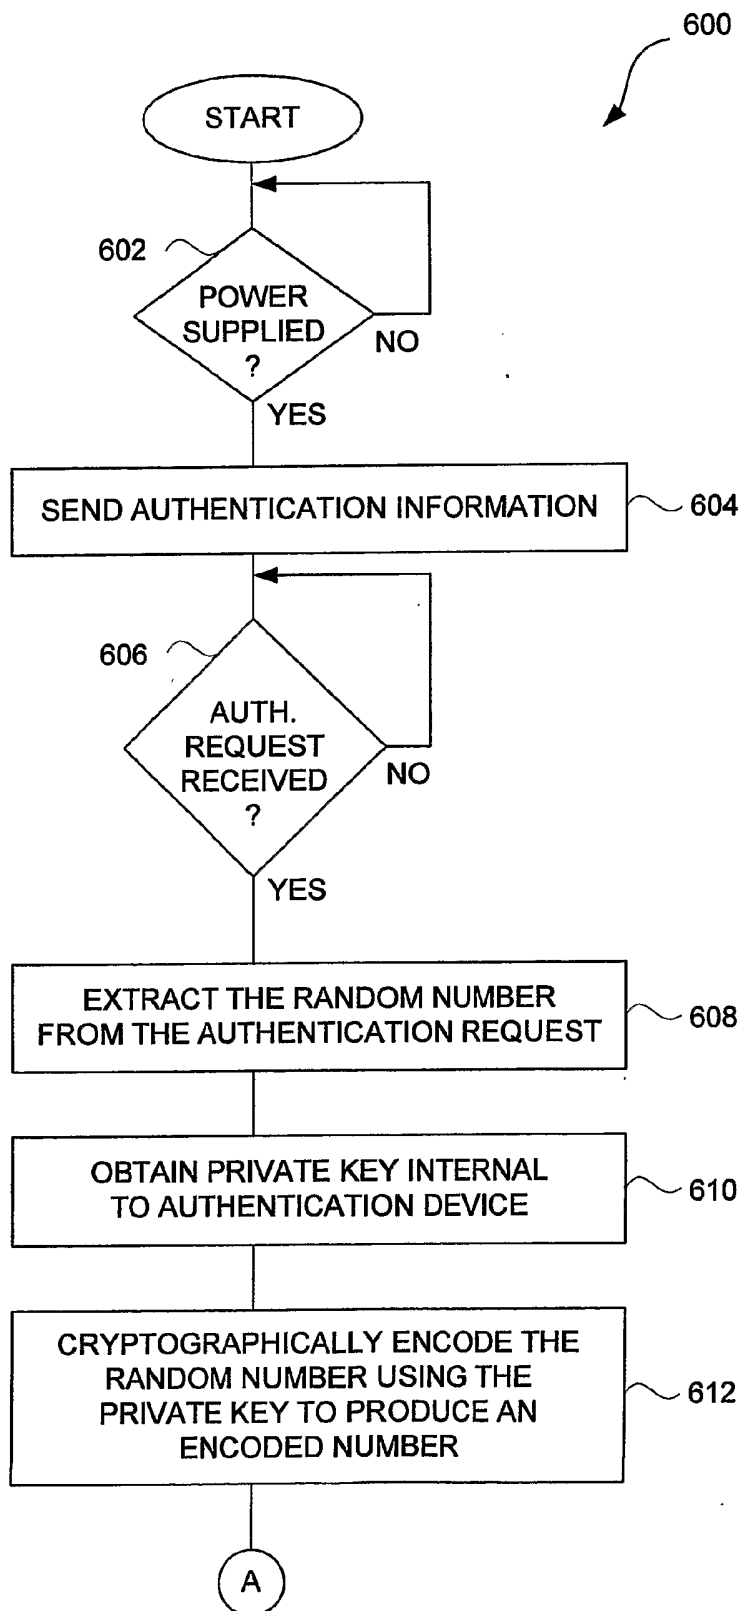 600
START
602
POWER
SUPPLIED
?
NO
YES
SEND AUTHENTICATION INFORMATION
604
606
AUTH.
REQUEST
RECEIVED
?
NO
YES
EXTRACT THE RANDOM NUMBER
FROM THE AUTHENTICATION REQUEST
608
OBTAIN PRIVATE KEY INTERNAL
TO AUTHENTICATION DEVICE
610
CRYPTOGRAPHICALLY ENCODE THE
RANDOM NUMBER USING THE
PRIVATE KEY TO PRODUCE AN
ENCODED NUMBER
612
A